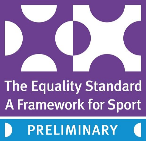 The Equality Standard
A Framework for Sport
PRELIMINARY